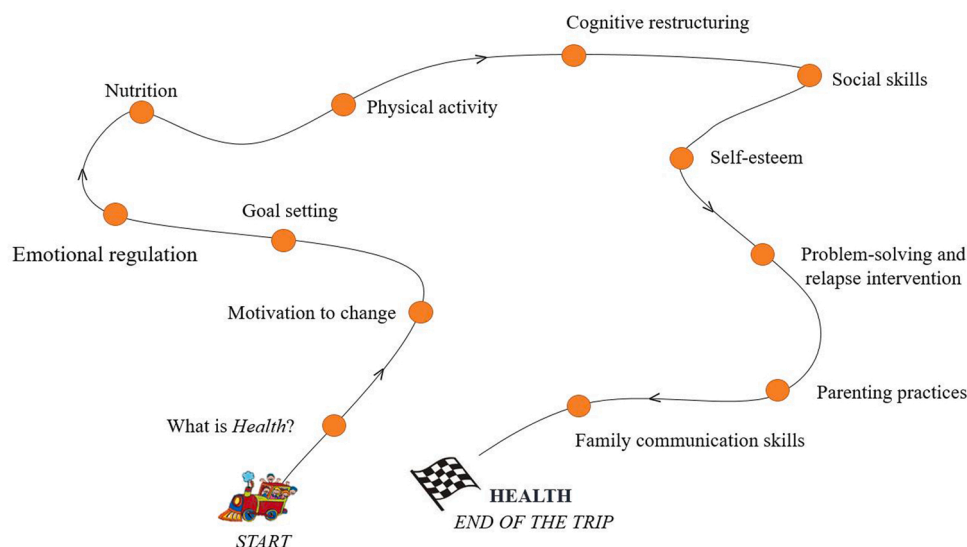 Cognitive restructuring
Nutrition
Physical activity
Social skills
Self-esteem
Goal setting
Emotional regulation
Problem-solving and
relapse intervention
Motivation to change
Parenting practices
What is Health?
Family communication skills
HEALTH
END OF THE TRIP
START